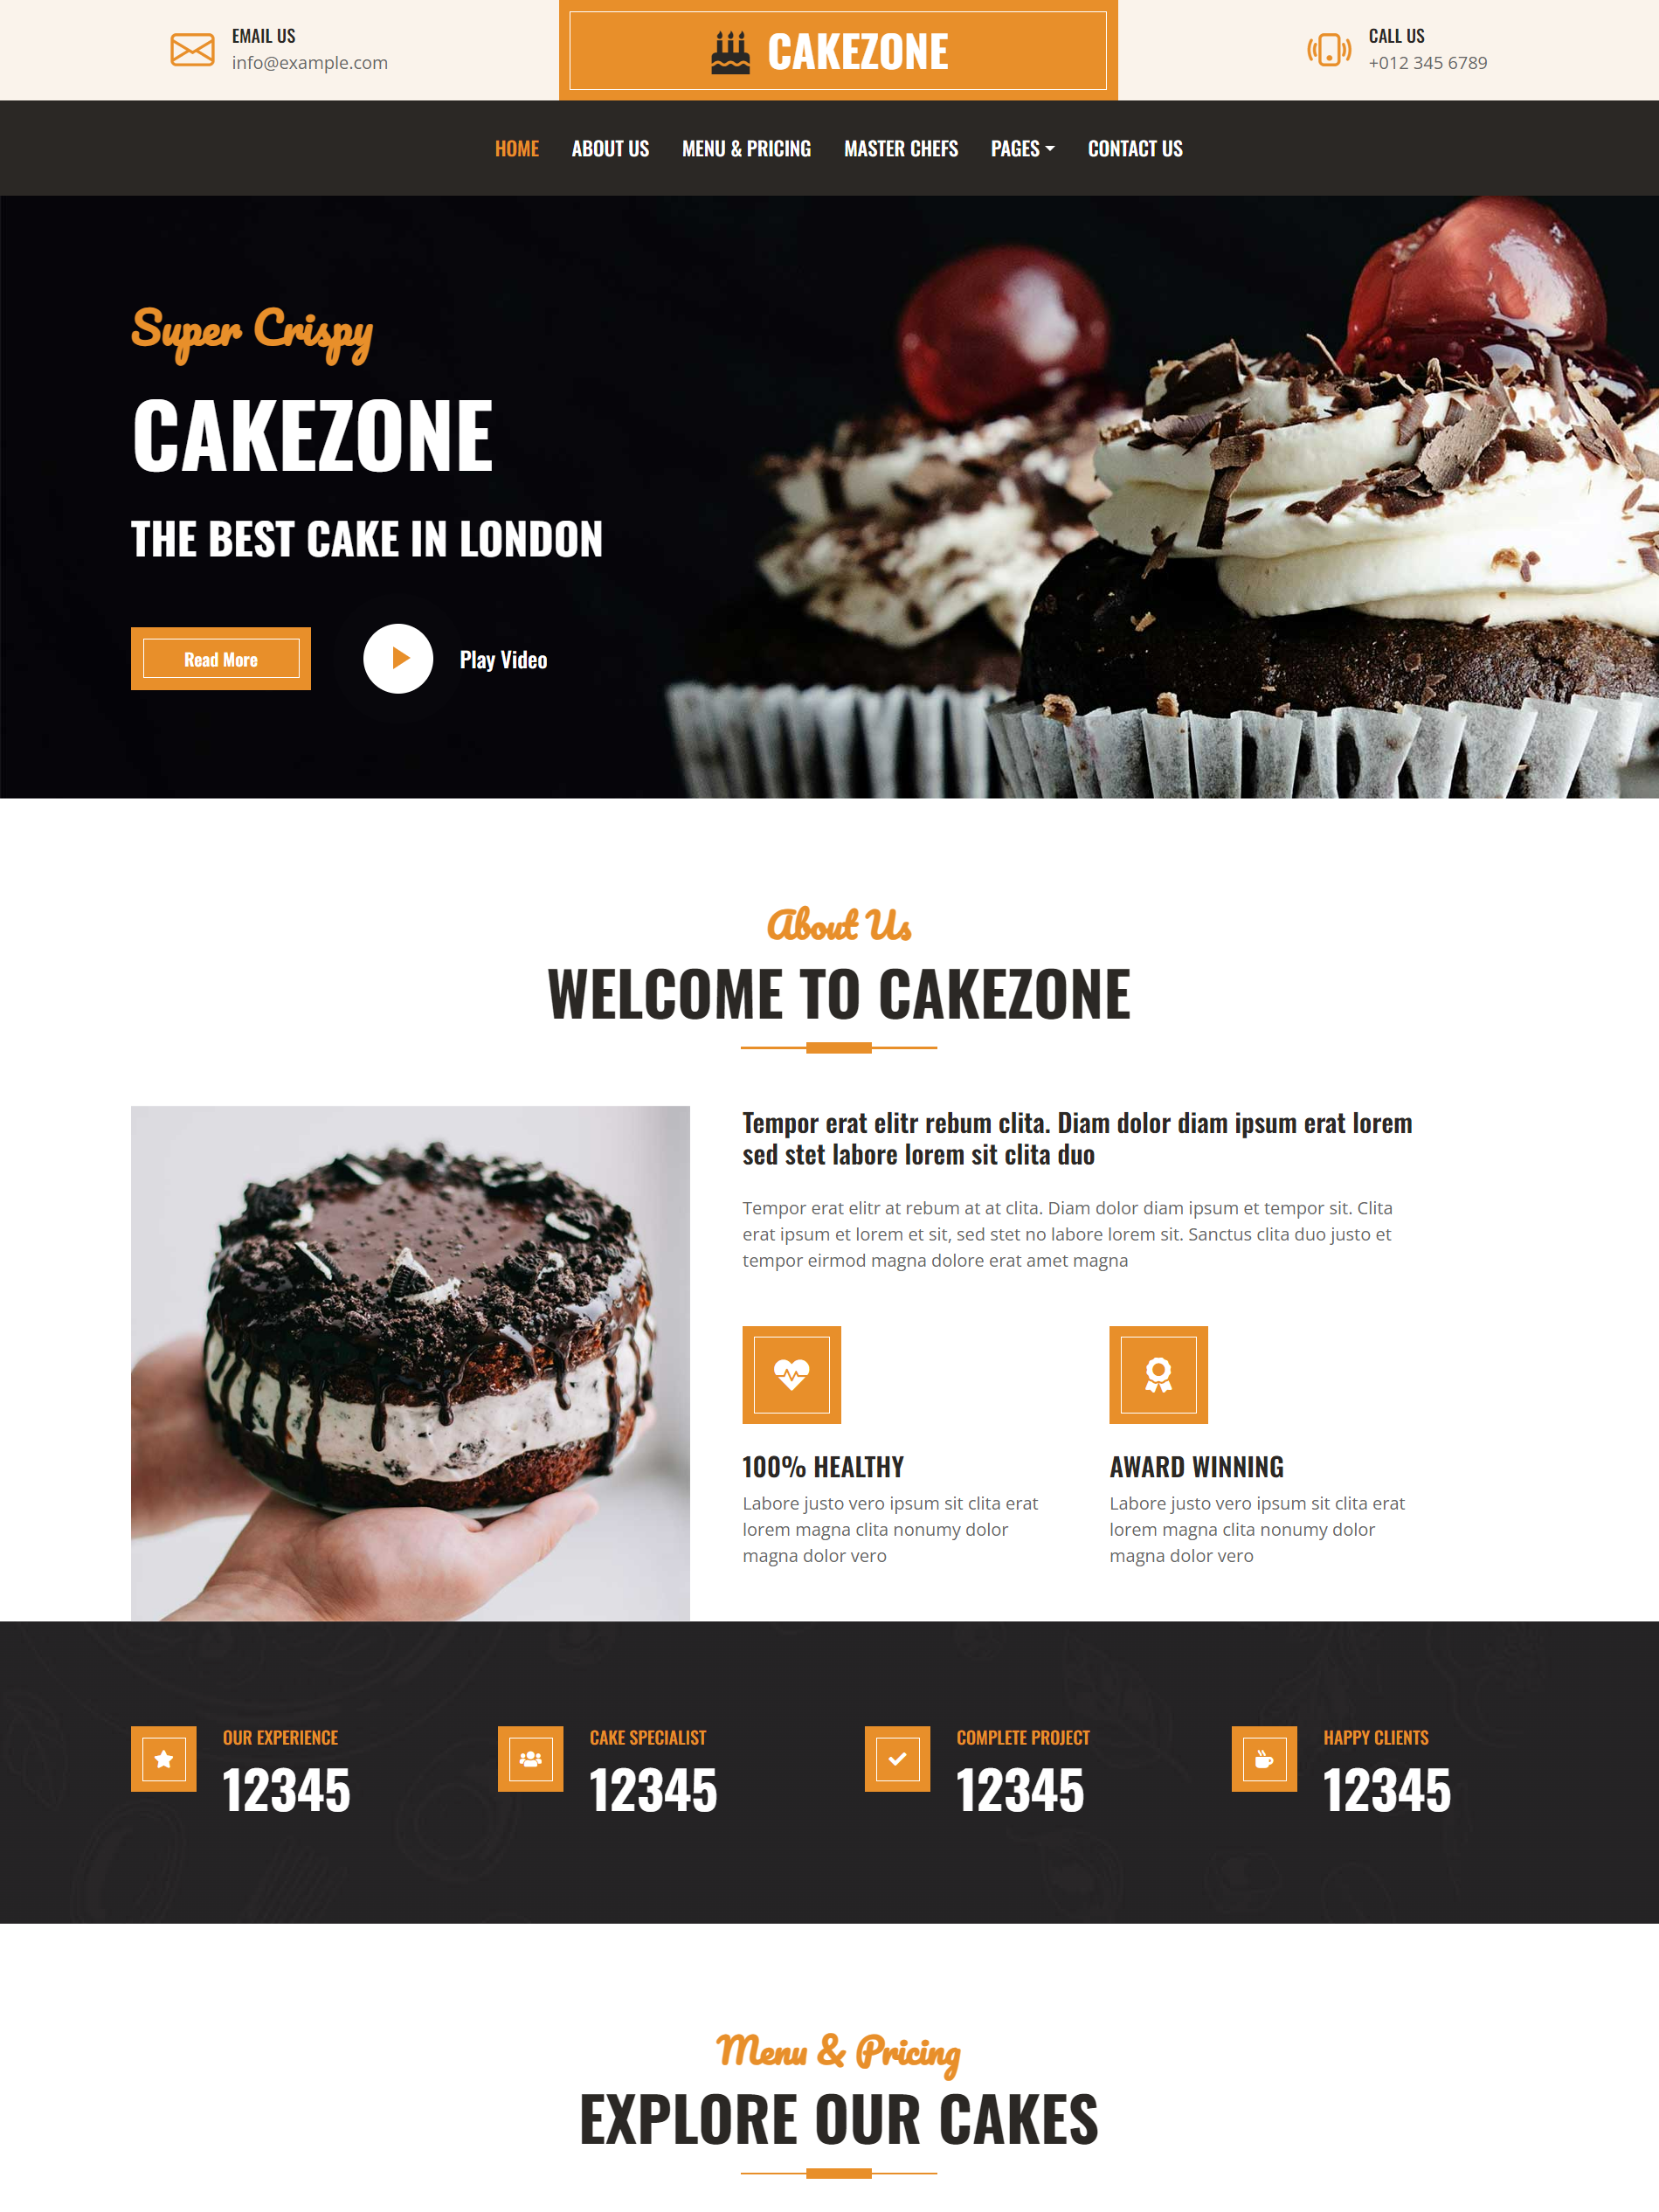 EMAIL US
info@example.com
CAKEZONE
CALL US
+012 345 6789
HOME ABOUT US MENU & PRICING MASTER CHEFS PAGES CONTACT US
Super Crispy
CAKEZONE
THE BEST CAKE IN LONDON
Read More
Play Video
About Us
WELCOME TO CAKEZONE
Tempor erat elitr rebum clita. Diam dolor diam ipsum erat lorem
sed stet labore lorem sit clita duo
Tempor erat elitr at rebum at at clita. Diam dolor diam ipsum et tempor sit. Clita
erat ipsum et lorem et sit, sed stet no labore lorem sit. Sanctus clita duo justo et
tempor eirmod magna dolore erat amet magna
100% HEALTHY
Labore justo vero ipsum sit clita erat
lorem magna clita nonumy dolor
magna dolor vero
AWARD WINNING
Labore justo vero ipsum sit clita erat
lorem magna clita nonumy dolor
magna dolor vero
OUR EXPERIENCE
12345
CAKE SPECIALIST
12345
COMPLETE PROJECT
12345
HAPPY CLIENTS
12345
Menu & Pricing
EXPLORE OUR CAKES